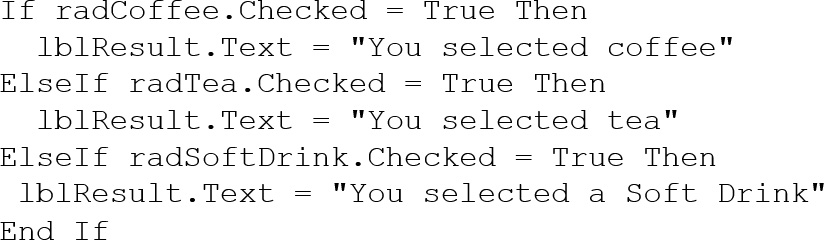 If radCoffee.Checked = True Then
  lblResult.Text = "You selected coffee"
ElseIf radTea.Checked = True Then
  lblResult.Text = "You selected tea"
ElseIf radSoftDrink.Checked = True Then
 lblResult.Text = "You selected a Soft Drink"
End If